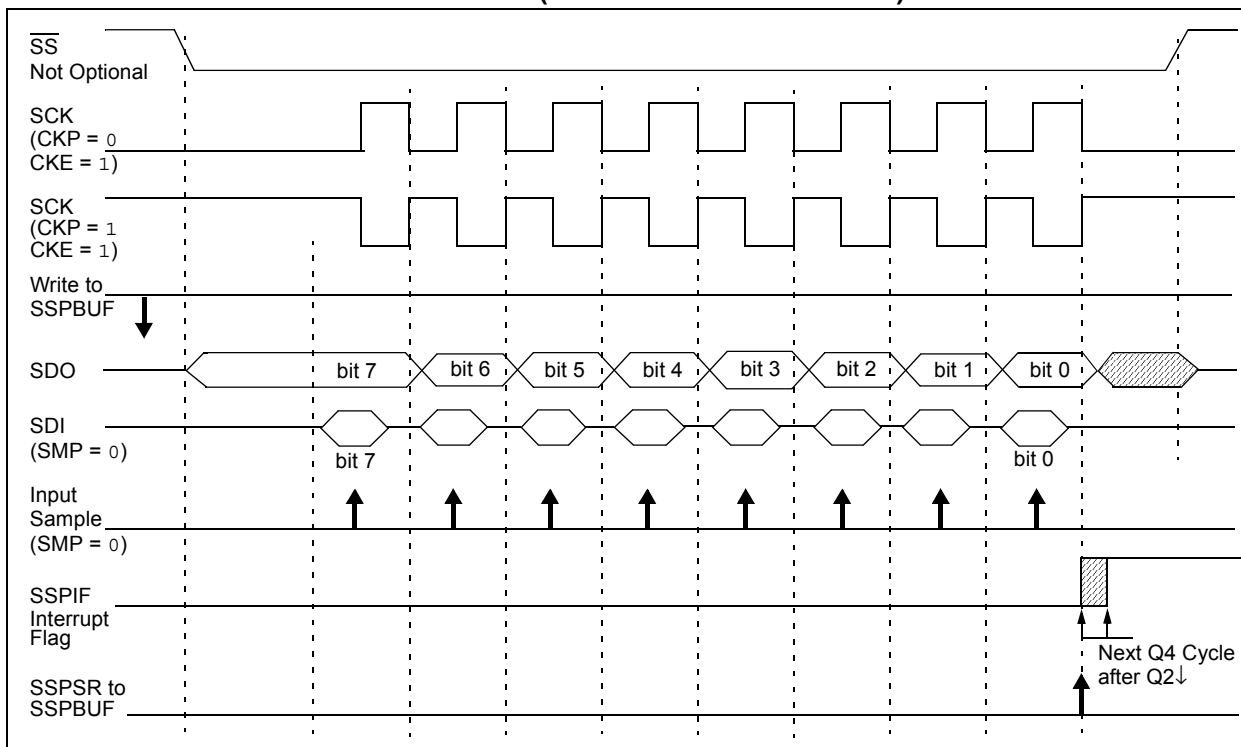 SS
Not Optional
SCK
(CKP = 0
CKE = 1)
SCK
(CKP = 1
CKE = 1)
Write to
SSPBUF
SDO
bit 7 bit 6 bit 5 bit 4 bit 3 bit 2 bit 1 bit 0
SDI
(SMP = 0)
bit 7 bit 0
Input
Sample
(SMP = 0)
SSPIF
Interrupt
Flag
Next Q4 Cycle
after Q2↓
SSPSR to
SSPBUF